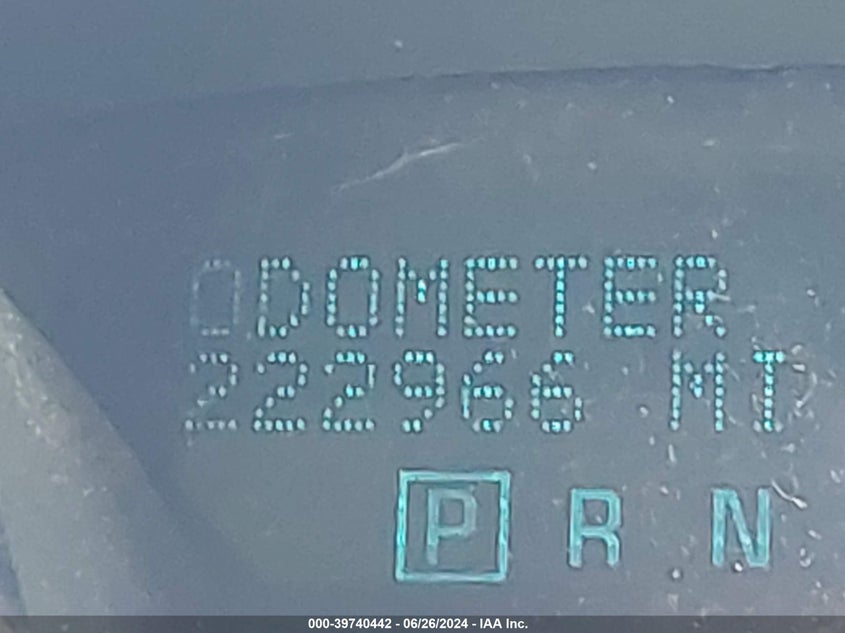 ODOMETER
222966 MI
P R N
000-39740442 - 06/26/2024 - IAA Inc.